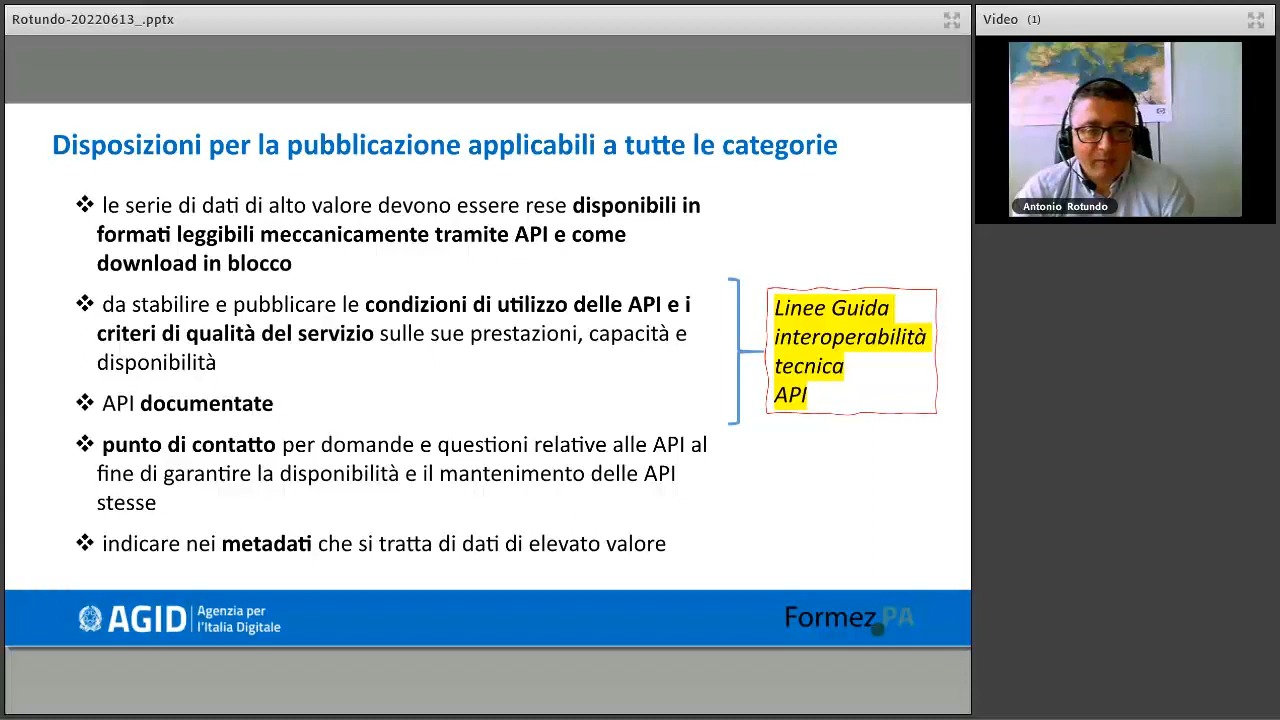 Rotundo-20220613_.pptx
Video (1)
Antonio Rotundo
Disposizioni per la pubblicazione applicabili a tutte le categorie
❖ le serie di dati di alto valore devono essere rese disponibili in
formati leggibili meccanicamente tramite API e come
download in blocco
❖ da stabilire e pubblicare le condizioni di utilizzo delle API e i
criteri di qualità del servizio sulle sue prestazioni, capacità e
disponibilità
❖ API documentate
❖ punto di contatto per domande e questioni relative alle API al
fine di garantire la disponibilità e il mantenimento delle API
stesse
❖ indicare nei metadati che si tratta di dati di elevato valore
Linee Guida
interoperabilità
tecnica
API
AGID
Agenzia per
l'Italia Digitale
Formez PA